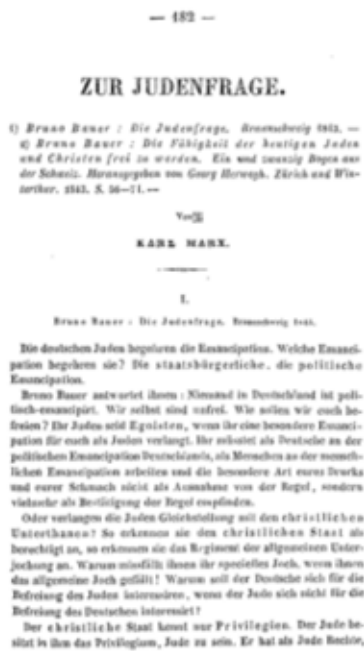 — 182 —
ZUR JUDENFRAGE.
1) Bruno Bauer : Die Judenfrage. Braunschweig 1843. —
2) Bruno Bauer : Die Fähigkeit der heutigen Juden
und Christen frei zu werden. Ein und zwanzig Bogen aus
der Schweiz. Herausgegeben von Georg Herwegh. Zürich und Win-
terthur. 1843. S. 56—71. —
Von
KARL MARX.
I.
Bruno Bauer : Die Judenfrage. Braunschweig 1843.
Die deutschen Juden begehren die Emancipation. Welche Emanci-
pation begehren sie? Die staatsbürgerliche, die politische
Emancipation.
Bruno Bauer antwortet ihnen : Niemand in Deutschland ist poli-
tisch-emancipirt. Wir selbst sind unfrei. Wie sollen wir euch be-
freien? Ihr Juden seid Egoisten, wenn ihr eine besondere Emanci-
pation für euch als Juden verlangt. Ihr müsstet als Deutsche an der
politischen Emancipation Deutschlands, als Menschen an der mensch-
lichen Emancipation arbeiten und die besondere Art eures Drucks
und eurer Schmach nicht als Ausnahme von der Regel, sondern
vielmehr als Bestätigung der Regel empfinden.
Oder verlangen die Juden Gleichstellung mit den christlichen
Unterthanen? So erkennen sie den christlichen Staat als
berechtigt an, so erkennen sie das Regiment der allgemeinen Unter-
jochung an. Warum missfällt ihnen ihr specielles Joch, wenn ihnen
das allgemeine Joch gefällt! Warum soll der Deutsche sich für die
Befreiung des Juden interessiren, wenn der Jude sich nicht für die
Befreiung des Deutschen interessirt?
Der christliche Staat kennt nur Privilegien. Der Jude be-
sitzt in ihm das Privilegium, Jude zu sein. Er hat als Jude Rechte,